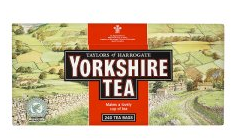 TAYLORS of HARROGATE
YORKSHIRE
TEA
Makes a lovely
cup of tea.
240 TEA BAGS